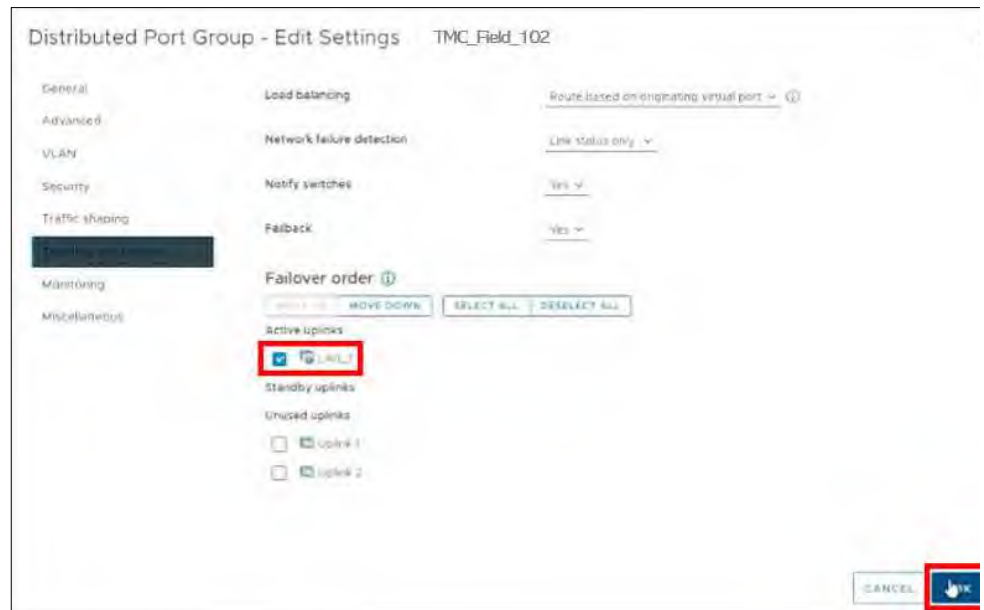 Distributed Port Group - Edit Settings TMC_Field_102
General
Load balancing
Route based on originating virtual port
Advanced
Network failure detection
Link status only
VLAN
Security
Notify switches
Yes
Traffic shaping
Failback
Yes
Monitoring
Failover order
MOVE DOWN
SELECT ALL
DESELECT ALL
Miscellaneous
Active uplinks
Standby uplinks
Unused uplinks
Uplink 1
Uplink 2
CANCEL
OK